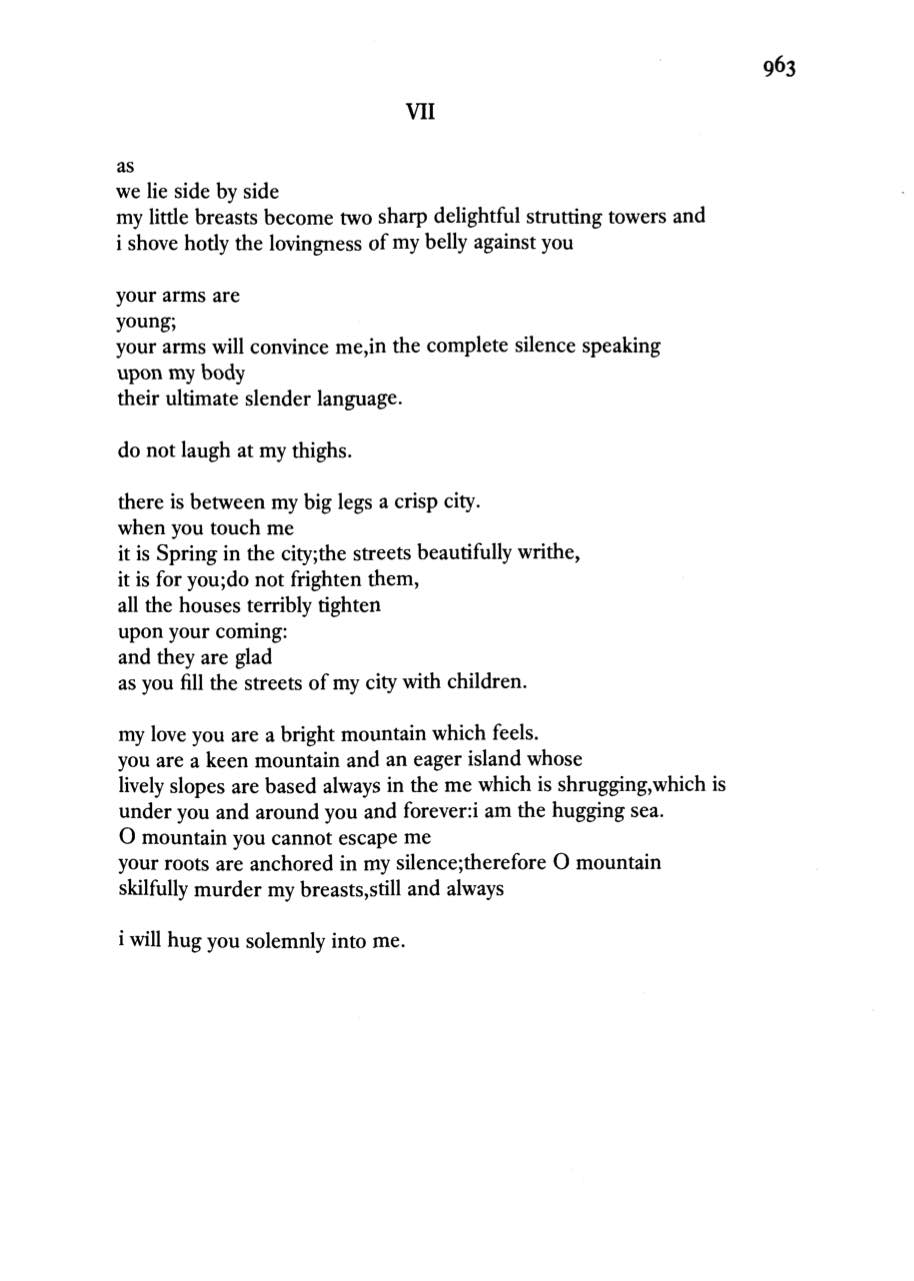 963
VII
as
we lie side by side
my little breasts become two sharp delightful strutting towers and
i shove hotly the lovingness of my belly against you
your arms are
young;
your arms will convince me,in the complete silence speaking
upon my body
their ultimate slender language.
do not laugh at my thighs.
there is between my big legs a crisp city.
when you touch me
it is Spring in the city;the streets beautifully writhe,
it is for you;do not frighten them,
all the houses terribly tighten
upon your coming:
and they are glad
as you fill the streets of my city with children.
my love you are a bright mountain which feels.
you are a keen mountain and an eager island whose
lively slopes are based always in the me which is shrugging,which is
under you and around you and forever:i am the hugging sea.
O mountain you cannot escape me
your roots are anchored in my silence;therefore O mountain
skilfully murder my breasts,still and always
i will hug you solemnly into me.